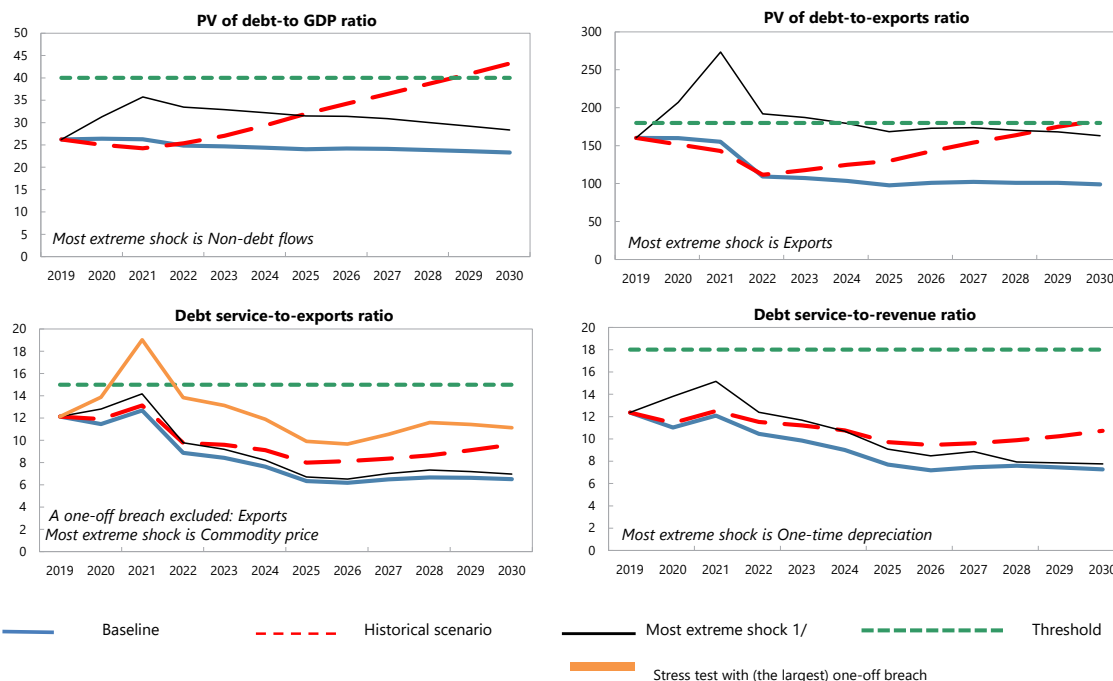 PV of debt-to GDP ratio
50
45
40
35
30
25
20
15
10
5
0
Most extreme shock is Non-debt flows
2019 2020 2021 2022 2023 2024 2025 2026 2027 2028 2029 2030
PV of debt-to-exports ratio
300
250
200
150
100
50
0
Most extreme shock is Exports
2019 2020 2021 2022 2023 2024 2025 2026 2027 2028 2029 2030
Debt service-to-exports ratio
20
18
16
14
12
10
8
6
4
2
0
A one-off breach excluded: Exports
Most extreme shock is Commodity price
2019 2020 2021 2022 2023 2024 2025 2026 2027 2028 2029 2030
Debt service-to-revenue ratio
20
18
16
14
12
10
8
6
4
2
0
Most extreme shock is One-time depreciation
2019 2020 2021 2022 2023 2024 2025 2026 2027 2028 2029 2030
Baseline Historical scenario Most extreme shock 1/ Threshold
Stress test with (the largest) one-off breach